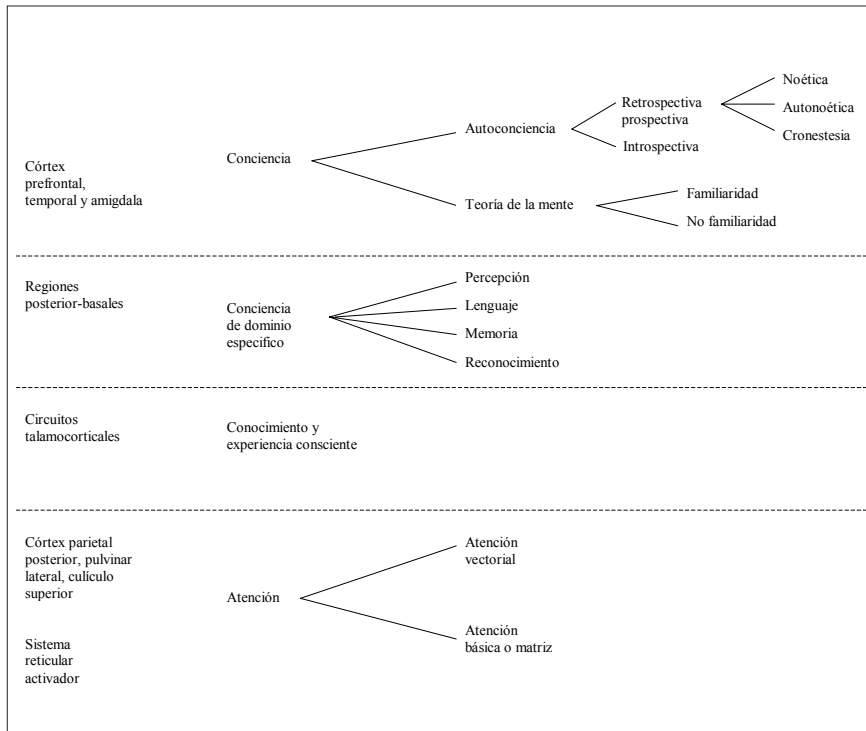 Córtex
prefrontal,
temporal y amigdala
Conciencia
Autoconciencia
Retrospectiva
prospectiva
Introspectiva
Noética
Autonoética
Cronestesia
Teoría de la mente
Familiaridad
No familiaridad
Regiones
posterior-basales
Conciencia
de dominio
especifico
Percepción
Lenguaje
Memoria
Reconocimiento
Circuitos
talamocorticales
Conocimiento y
experiencia consciente
Córtex parietal
posterior, pulvinar
lateral, culículo
superior
Sistema
reticular
activador
Atención
Atención
vectorial
Atención
básica o matriz